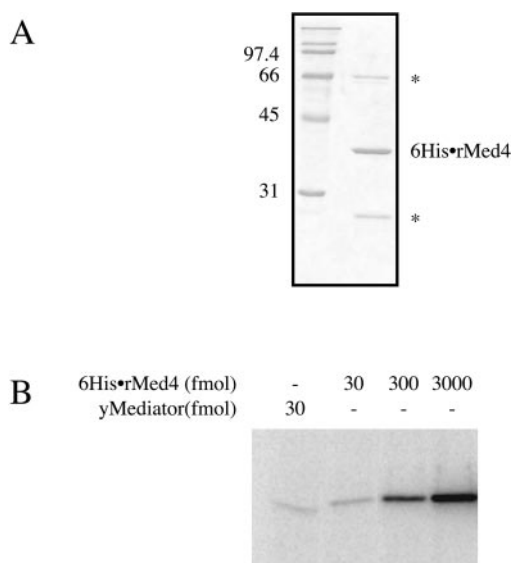 A
97.4
66 *
45
6His•rMed4
31
*
B
6His•rMed4 (fmol) - 30 300 3000
yMediator(fmol) 30 - - -